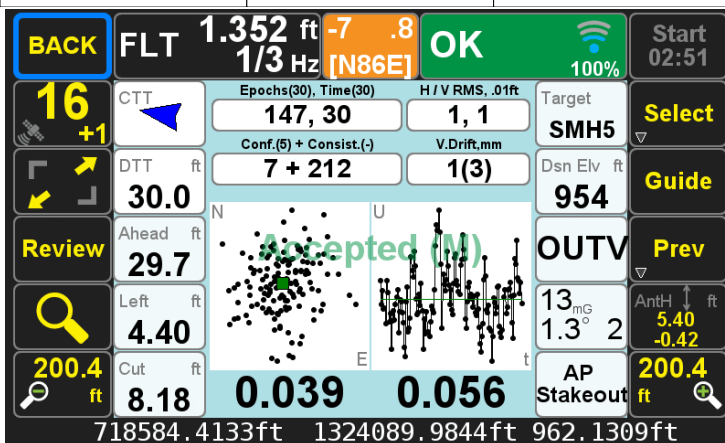 BACK
FLT 1.352 ft
1/3 Hz
-7 .8
[N86E]
OK
100%
Start
02:51
16
+1
CTT
Epochs(30), Time(30)
147, 30
H / V RMS, .01ft
1, 1
Conf.(5) + Consist.(-)
7 + 212
V.Drift,mm
1(3)
Target
SMH5
Select
DTT ft
30.0
Dsn Elv ft
954
Guide
Review
Ahead ft
29.7
N
U
Accepted (M)
E
t
OUTV
Prev
Left ft
4.40
13mG
1.3° 2
AntH ft
5.40
-0.42
200.4
ft
Cut ft
8.18
0.039
0.056
AP
Stakeout
200.4
ft
718584.4133ft 1324089.9844ft 962.1309ft